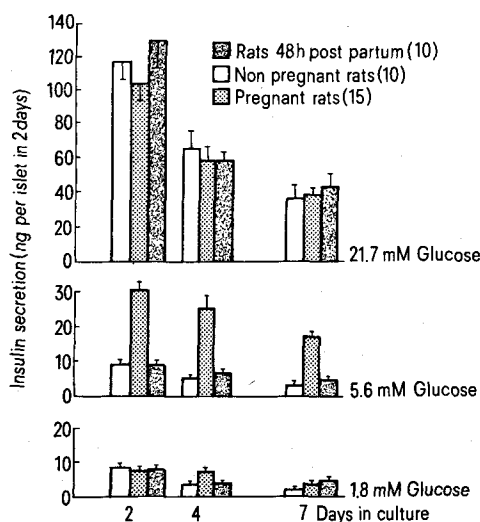 140
120
100
80
60
40
20
0
Rats 48h post partum (10)
Non pregnant rats (10)
Pregnant rats (15)
21.7 mM Glucose
Insulin secretion (ng per islet in 2 days)
30
20
10
0
5.6 mM Glucose
20
10
0
1.8 mM Glucose
2 4 7 Days in culture